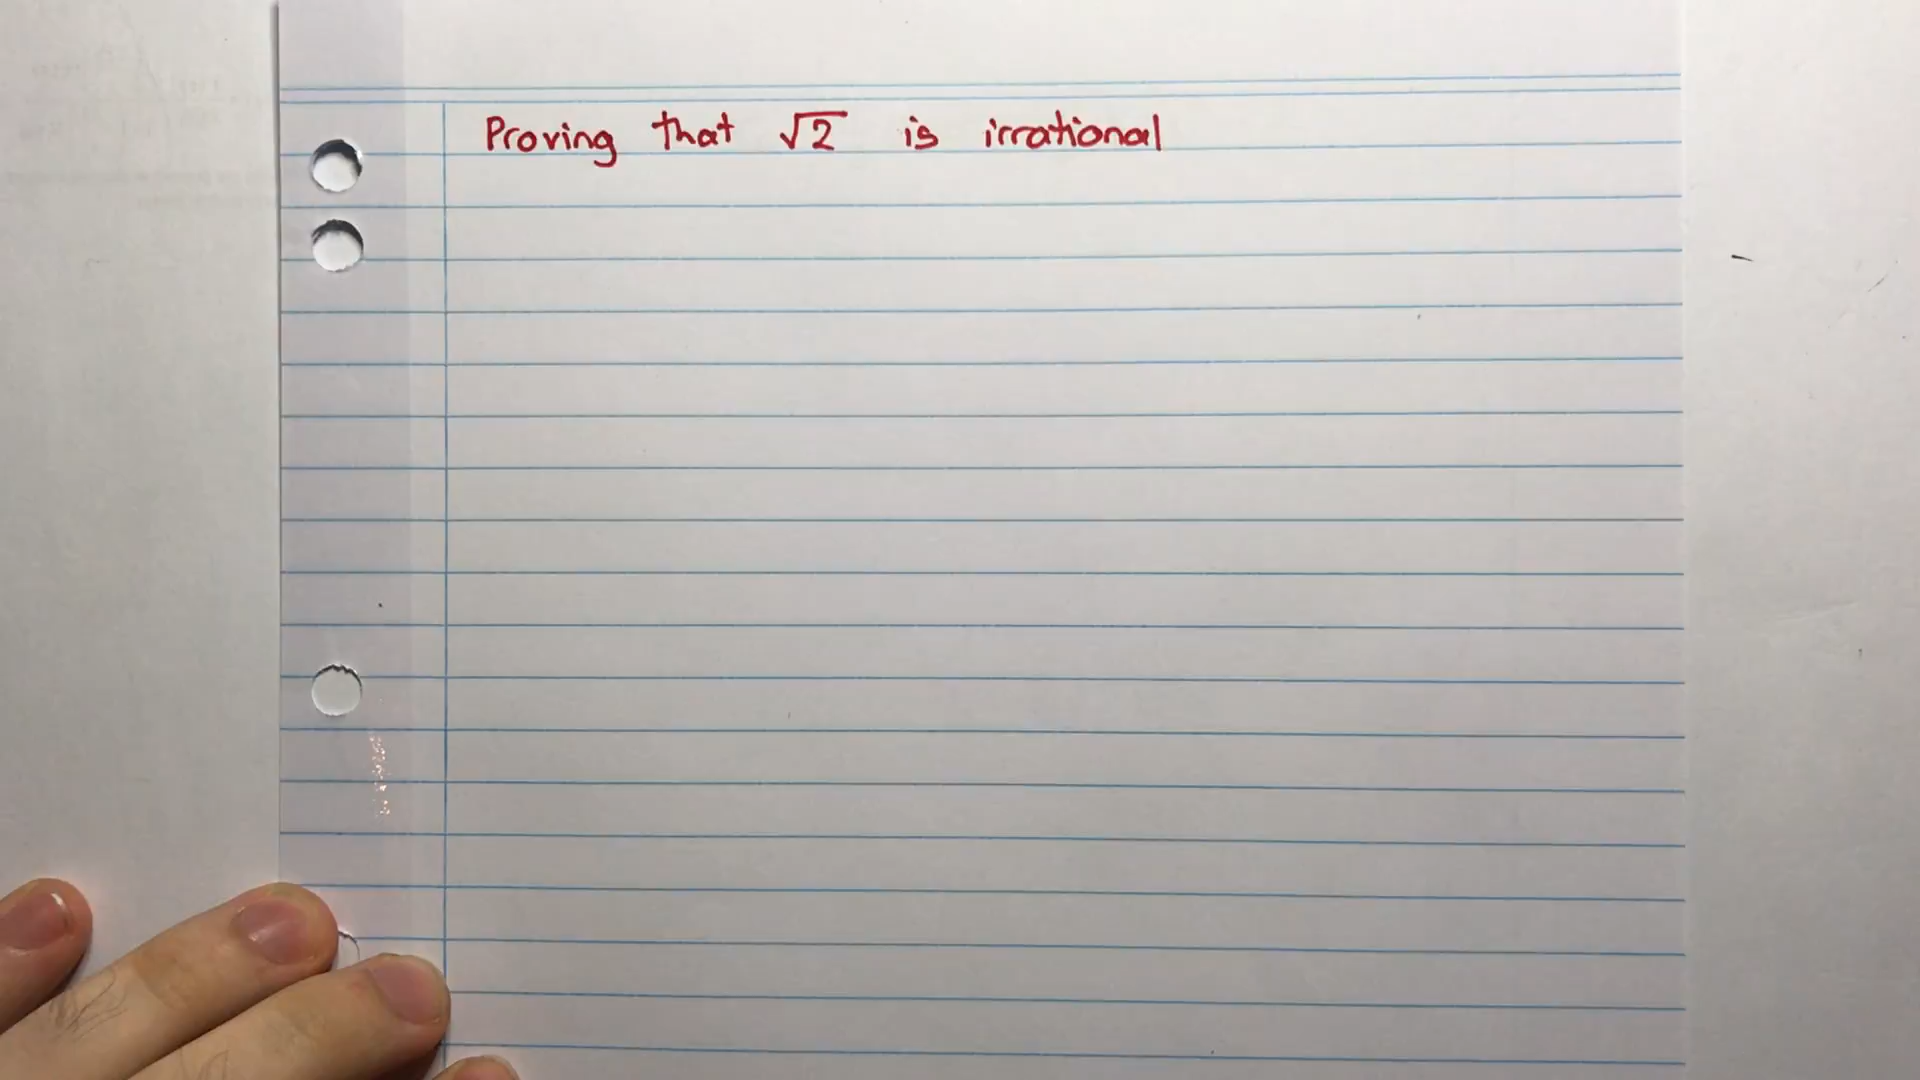 Proving that √2 is irrational